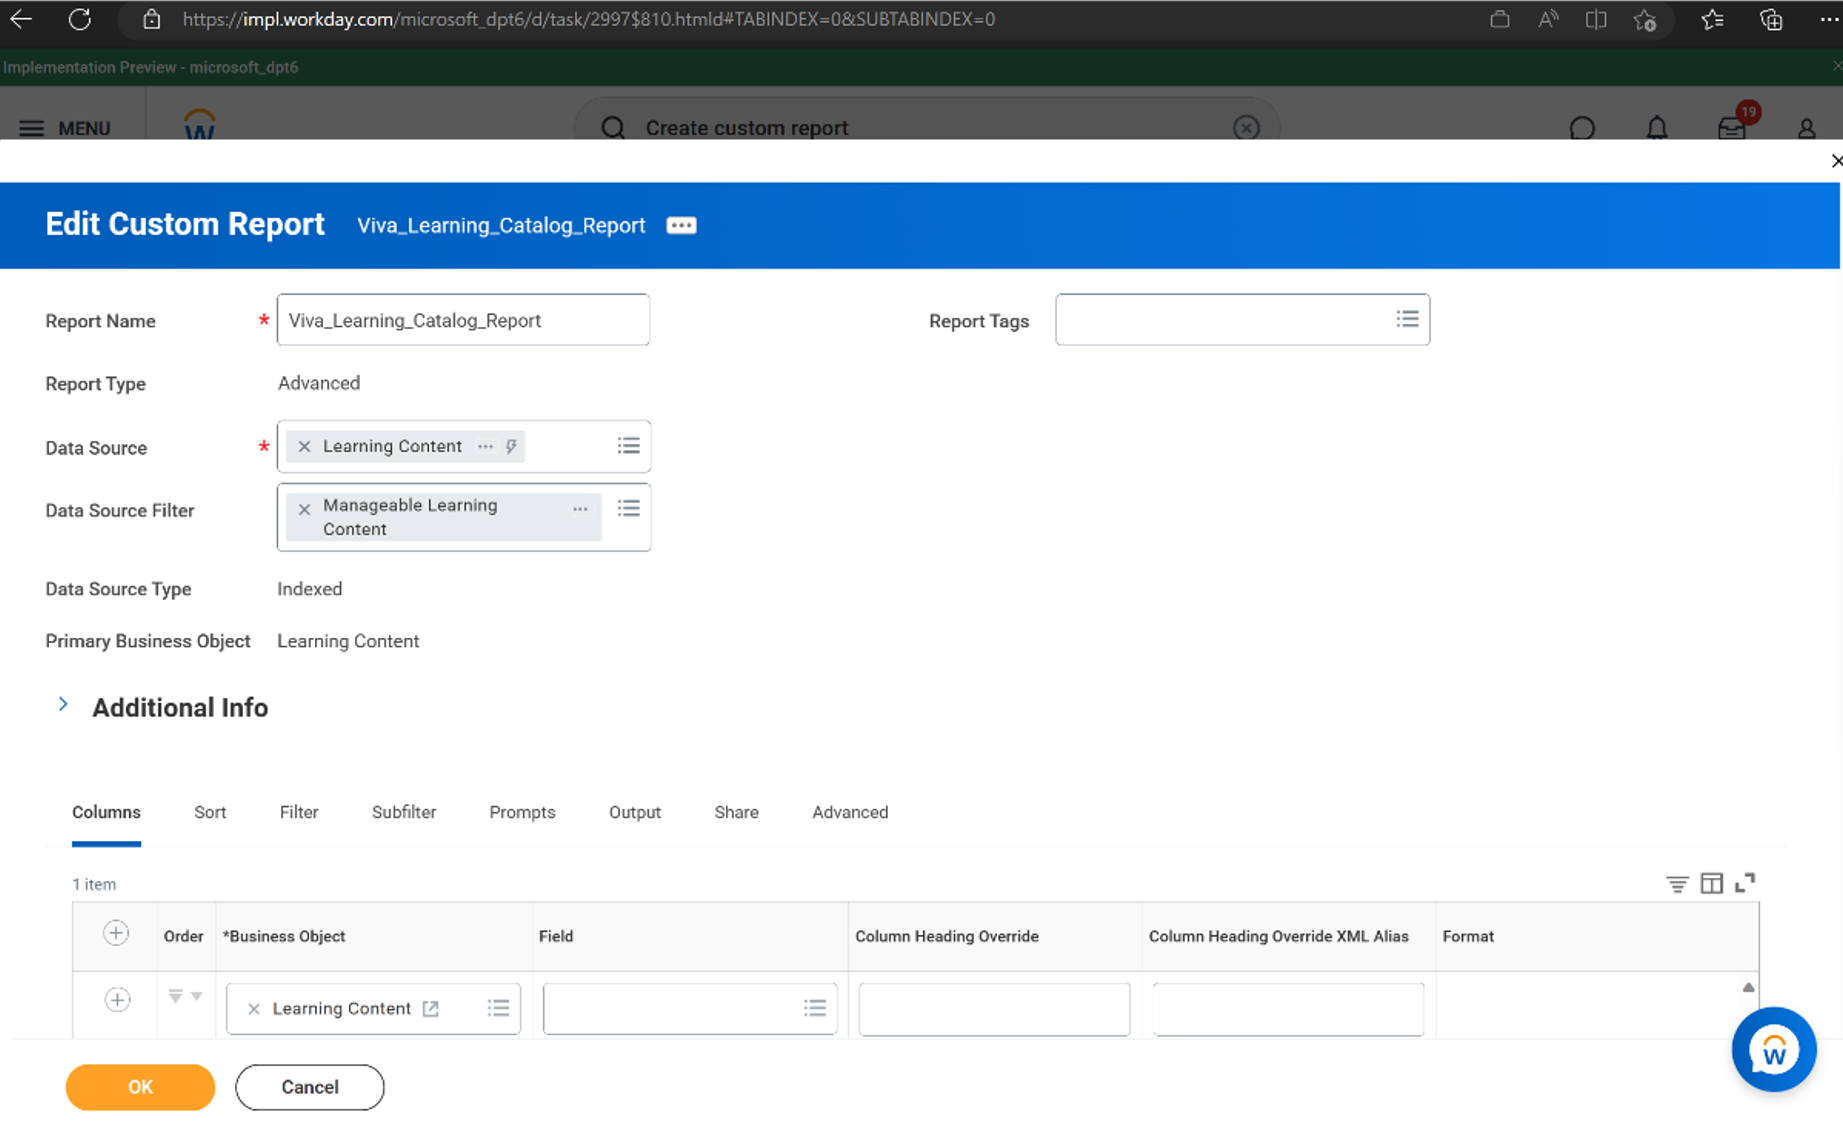 https://impl.workday.com/microsoft_dpt6/d/task/2997$810.htmld#TABINDEX=0&SUBTABINDEX=0
Implementation Preview - microsoft_dpt6
MENU
W
Create custom report
19
Edit Custom Report Viva_Learning_Catalog_Report
Report Name * Viva_Learning_Catalog_Report
Report Tags
Report Type Advanced
Data Source * Learning Content
Data Source Filter Manageable Learning
Content
Data Source Type Indexed
Primary Business Object Learning Content
Additional Info
Columns Sort Filter Subfilter Prompts Output Share Advanced
1 item
Order *Business Object Field Column Heading Override Column Heading Override XML Alias Format
Learning Content
W
OK Cancel